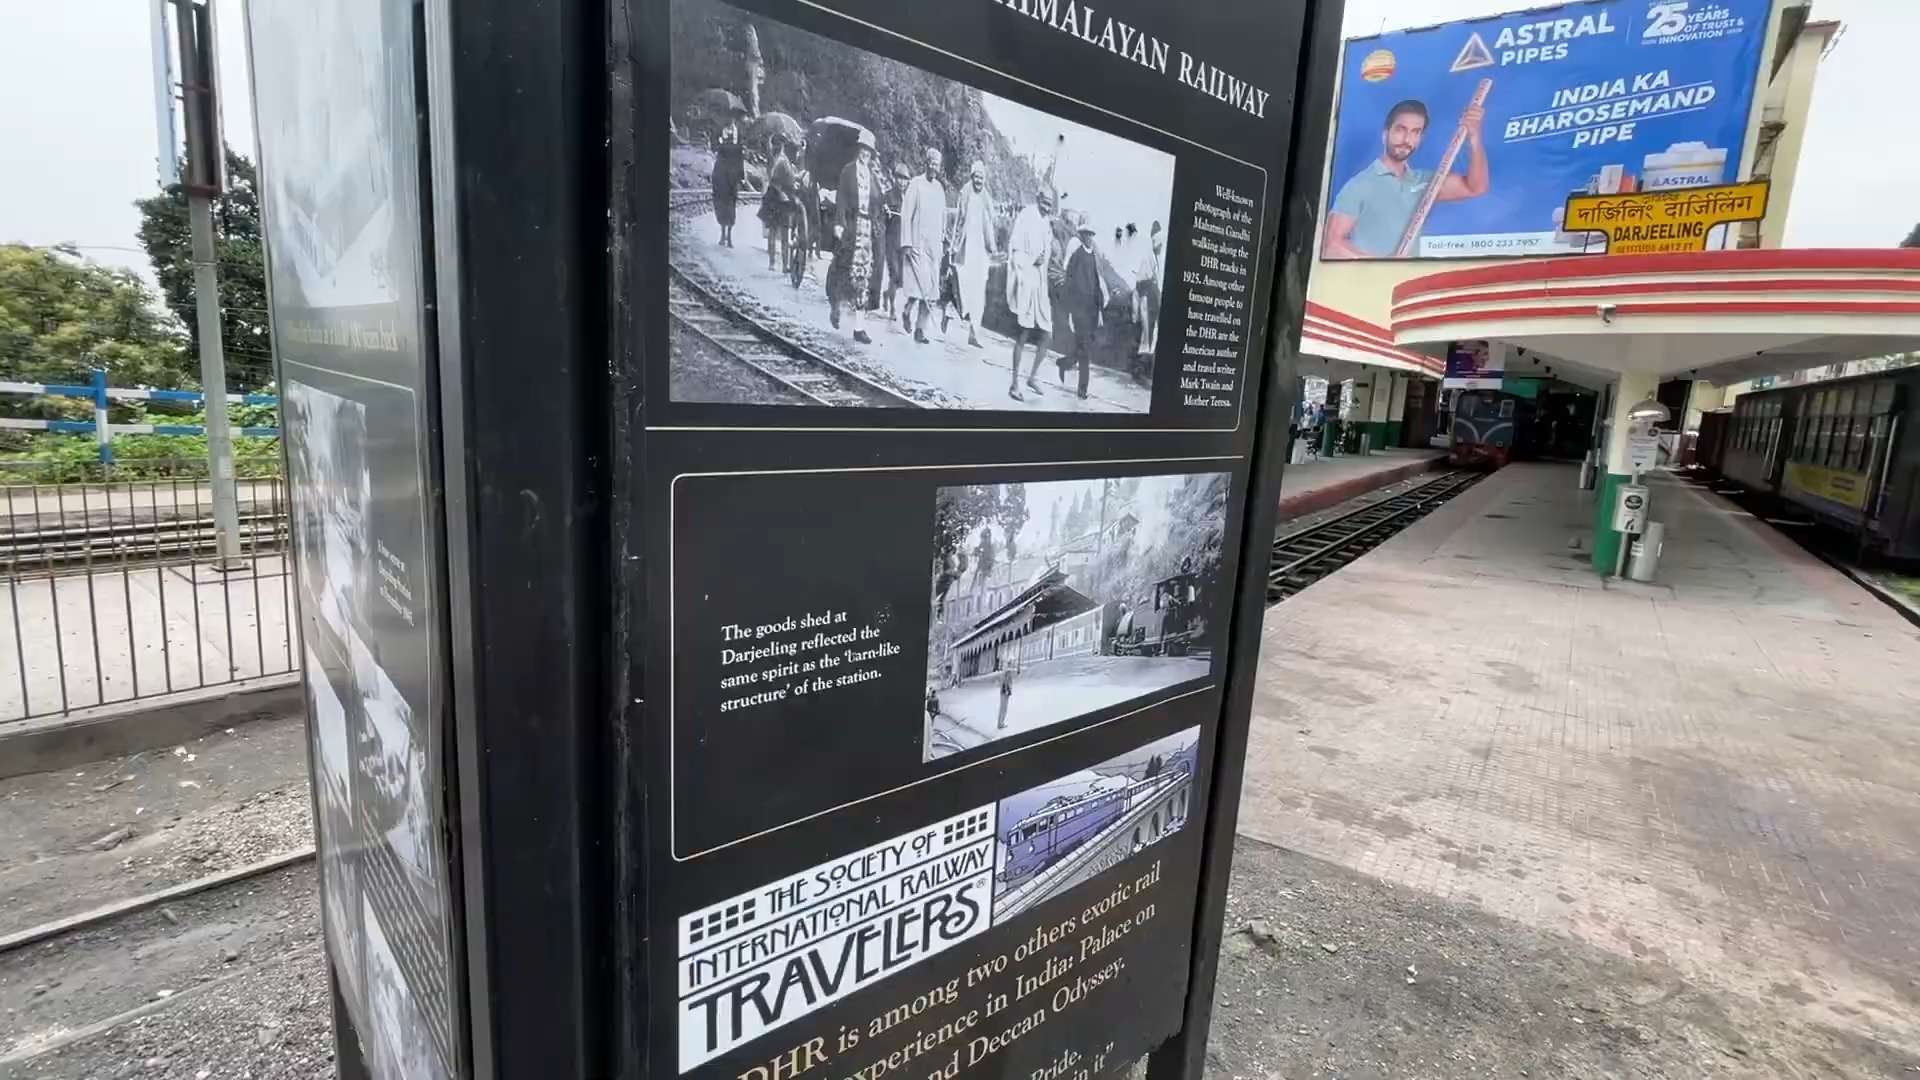 HIMALAYAN RAILWAY
Well-known
photograph of the
Mahatma Gandhi
walking along the
DHR tracks in
1925. Among other
famous people to
have travelled on
the DHR are the
American author
and travel writer
Mark Twain and
Mother Teresa.
The goods shed at
Darjeeling reflected the
same spirit as the 'barn-like
structure' of the station.
THE SOCIETY OF
INTERNATIONAL RAILWAY
TRAVELERS®
DHR is among two others exotic rail
experience in India: Palace on
nd Deccan Odyssey.
Pride,
in it"
ASTRAL
PIPES
25 YEARS
OF TRUST &
INNOVATION
INDIA KA
BHAROSEMAND
PIPE
ASTRAL
Toll-free: 1800 233 7957
দার্জিলিং दार्जिलिंग
DARJEELING
ALTITUDE 6812 FT